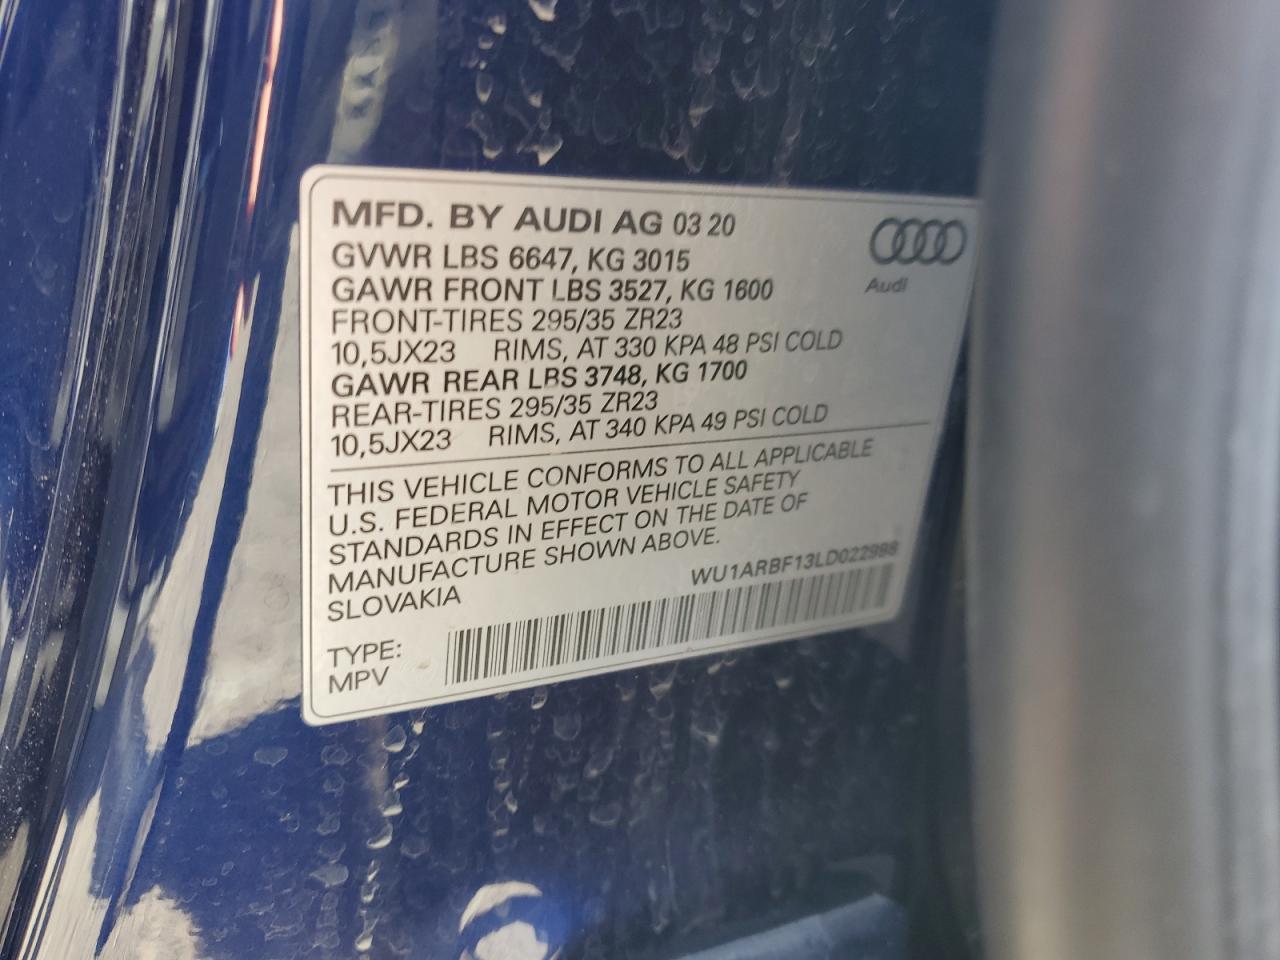 MFD. BY AUDI AG 03 20
GVWR LBS 6647, KG 3015
GAWR FRONT LBS 3527, KG 1600
FRONT-TIRES 295/35 ZR23
10,5JX23 RIMS, AT 330 KPA 48 PSI COLD
GAWR REAR LBS 3748, KG 1700
REAR-TIRES 295/35 ZR23
10,5JX23 RIMS, AT 340 KPA 49 PSI COLD
Audi
THIS VEHICLE CONFORMS TO ALL APPLICABLE
U.S. FEDERAL MOTOR VEHICLE SAFETY
STANDARDS IN EFFECT ON THE DATE OF
MANUFACTURE SHOWN ABOVE.
SLOVAKIA
WU1ARBF13LD022998
TYPE:
MPV